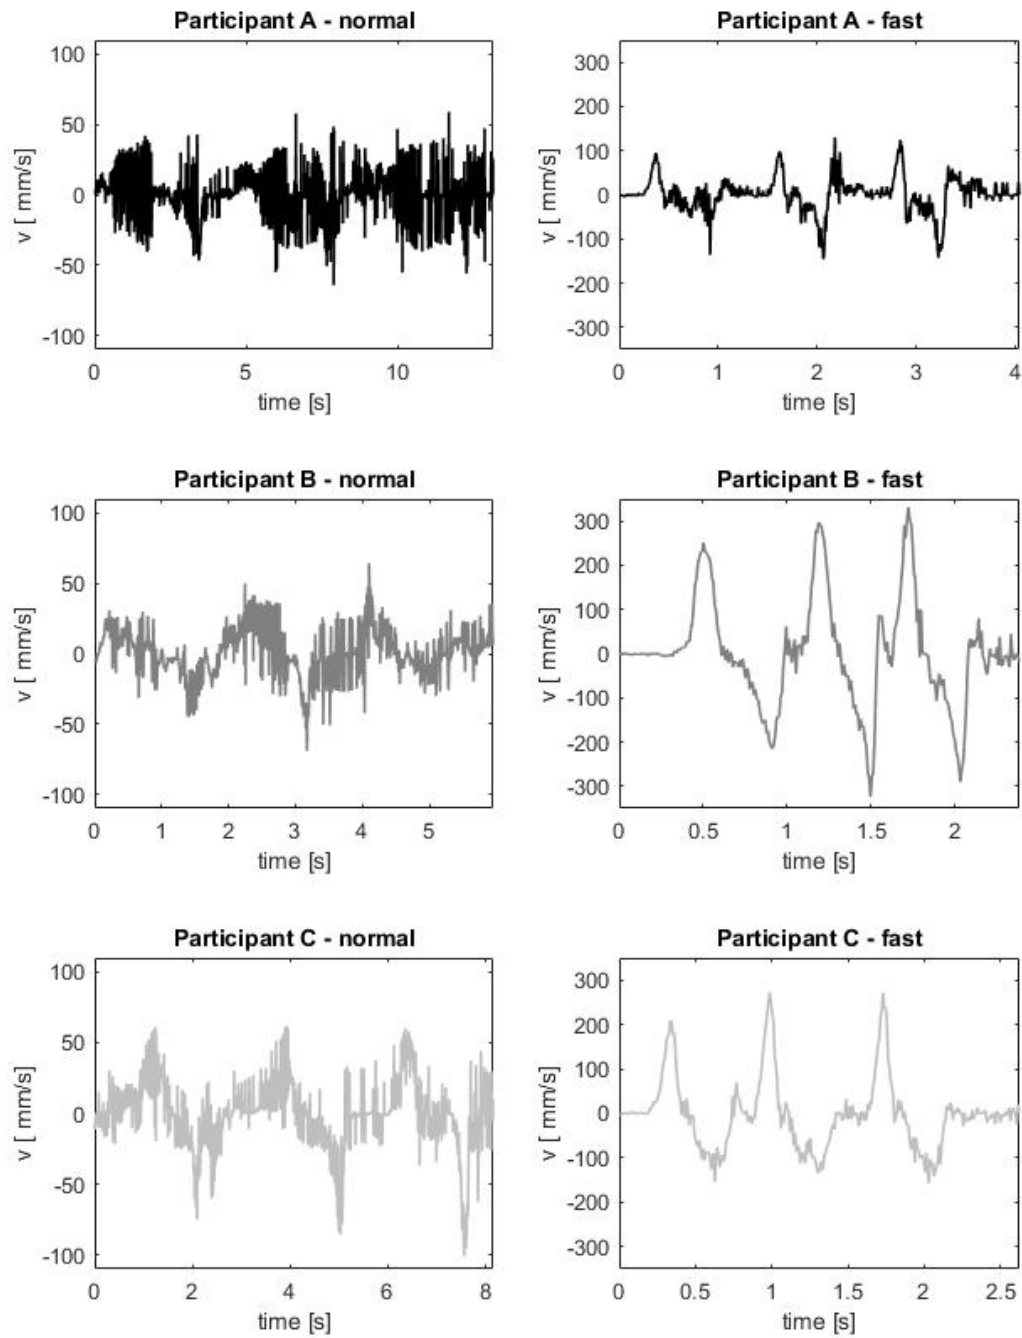 Participant A - normal
v [ mm/s]
100
50
0
-50
-100
0 5 10
time [s]
Participant A - fast
v [ mm/s]
300
200
100
0
-100
-200
-300
0 1 2 3 4
time [s]
Participant B - normal
v [ mm/s]
100
50
0
-50
-100
0 1 2 3 4 5
time [s]
Participant B - fast
v [ mm/s]
300
200
100
0
-100
-200
-300
0 0.5 1 1.5 2
time [s]
Participant C - normal
v [ mm/s]
100
50
0
-50
-100
0 2 4 6 8
time [s]
Participant C - fast
v [ mm/s]
300
200
100
0
-100
-200
-300
0 0.5 1 1.5 2 2.5
time [s]